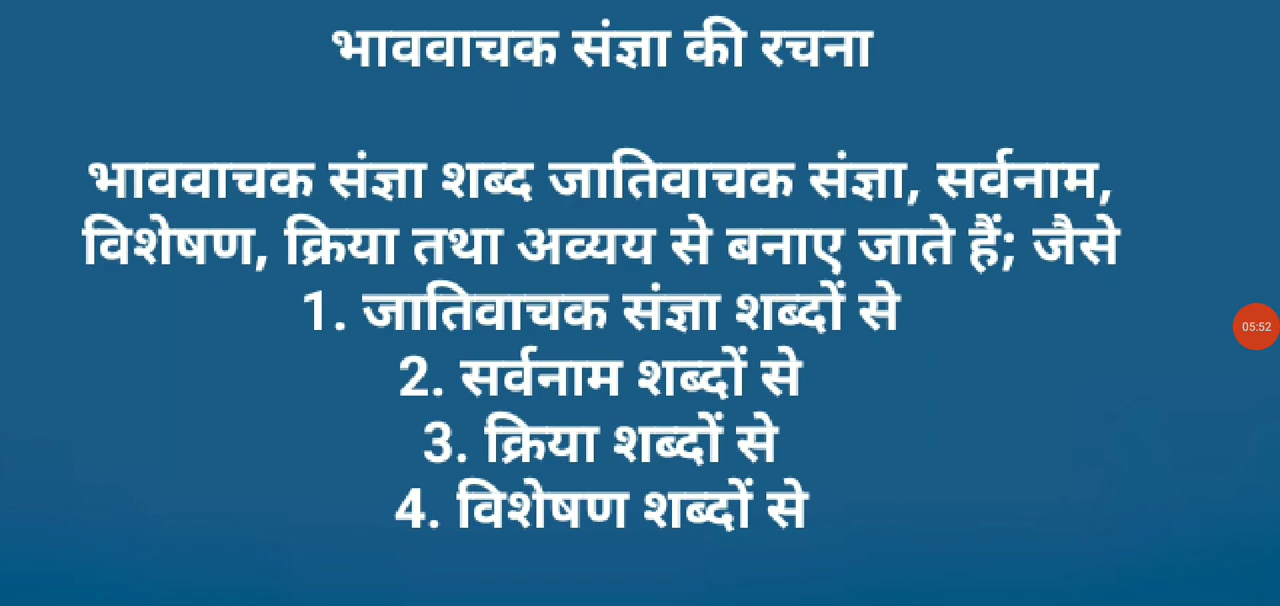 भाववाचक संज्ञा की रचना
भाववाचक संज्ञा शब्द जातिवाचक संज्ञा, सर्वनाम,
विशेषण, क्रिया तथा अव्यय से बनाए जाते हैं; जैसे
1. जातिवाचक संज्ञा शब्दों से
2. सर्वनाम शब्दों से
3. क्रिया शब्दों से
4. विशेषण शब्दों से
05:52